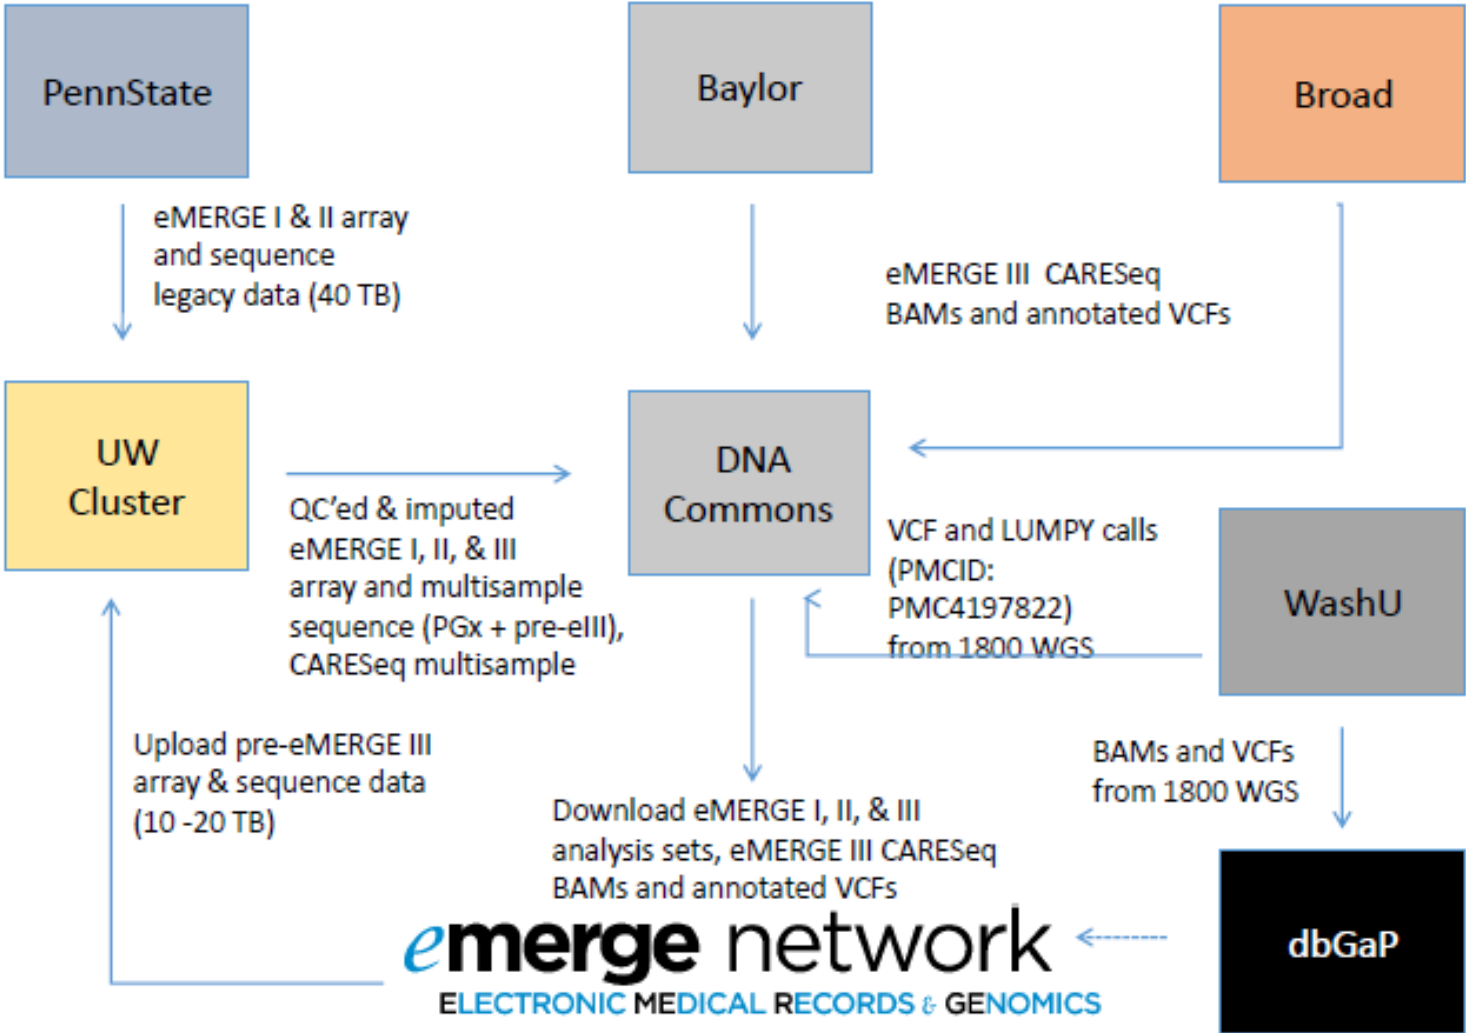 PennState
Baylor
Broad
eMERGE I & II array
and sequence
legacy data (40 TB)
eMERGE III CARESeq
BAMs and annotated VCFs
UW
Cluster
DNA
Commons
QC'ed & imputed
eMERGE I, II, & III
array and multisample
sequence (PGx + pre-eIII),
CARESeq multisample
VCF and LUMPY calls
(PMCID:
PMC4197822)
from 1800 WGS
WashU
Upload pre-eMERGE III
array & sequence data
(10 -20 TB)
BAMs and VCFs
from 1800 WGS
Download eMERGE I, II, & III
analysis sets, eMERGE III CARESeq
BAMs and annotated VCFs
emerge network
ELECTRONIC MEDICAL RECORDS & GENOMICS
dbGaP